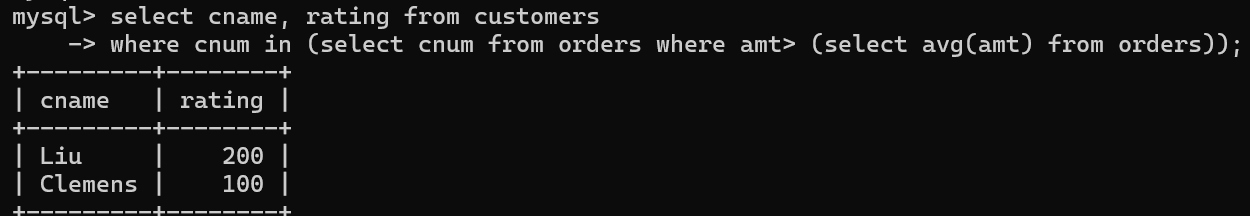 mysql> select cname, rating from customers
    -> where cnum in (select cnum from orders where amt> (select avg(amt) from orders));
+---------+--------+
| cname   | rating |
+---------+--------+
| Liu     |    200 |
| Clemens |    100 |
+---------+--------+